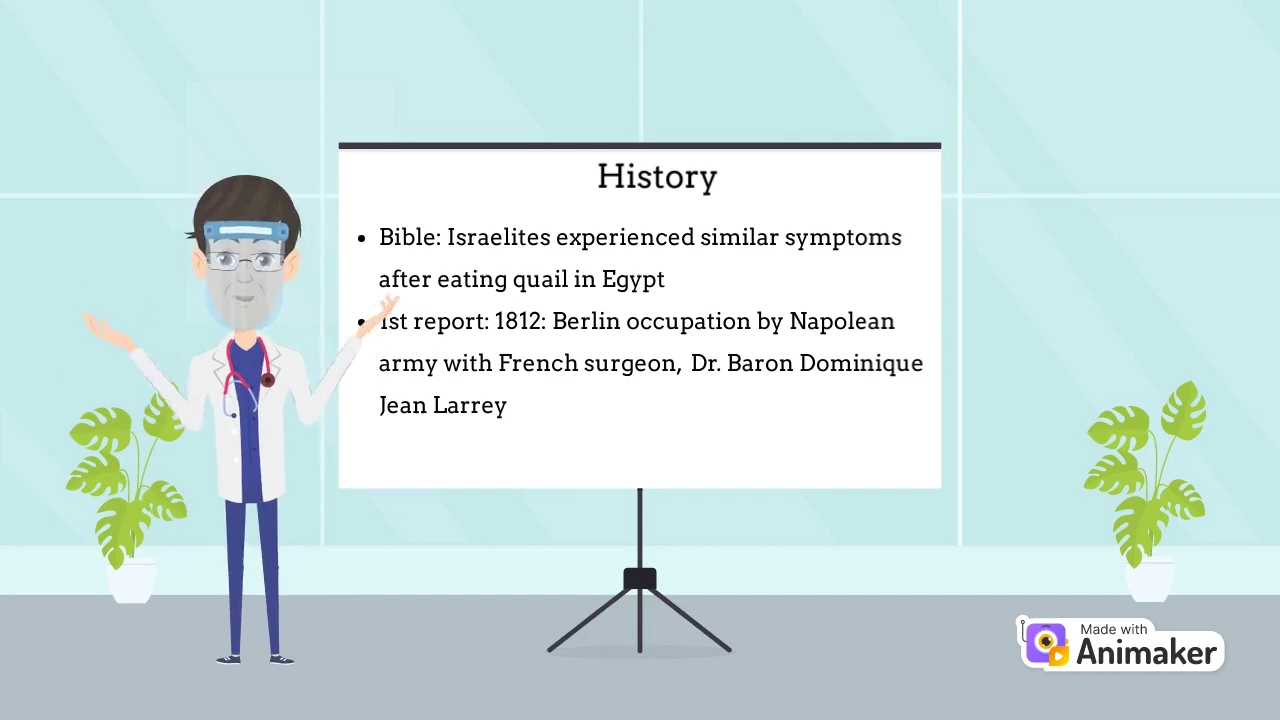 History
• Bible: Israelites experienced similar symptoms
after eating quail in Egypt
• 1st report: 1812: Berlin occupation by Napolean
army with French surgeon, Dr. Baron Dominique
Jean Larrey
Made with
Animaker